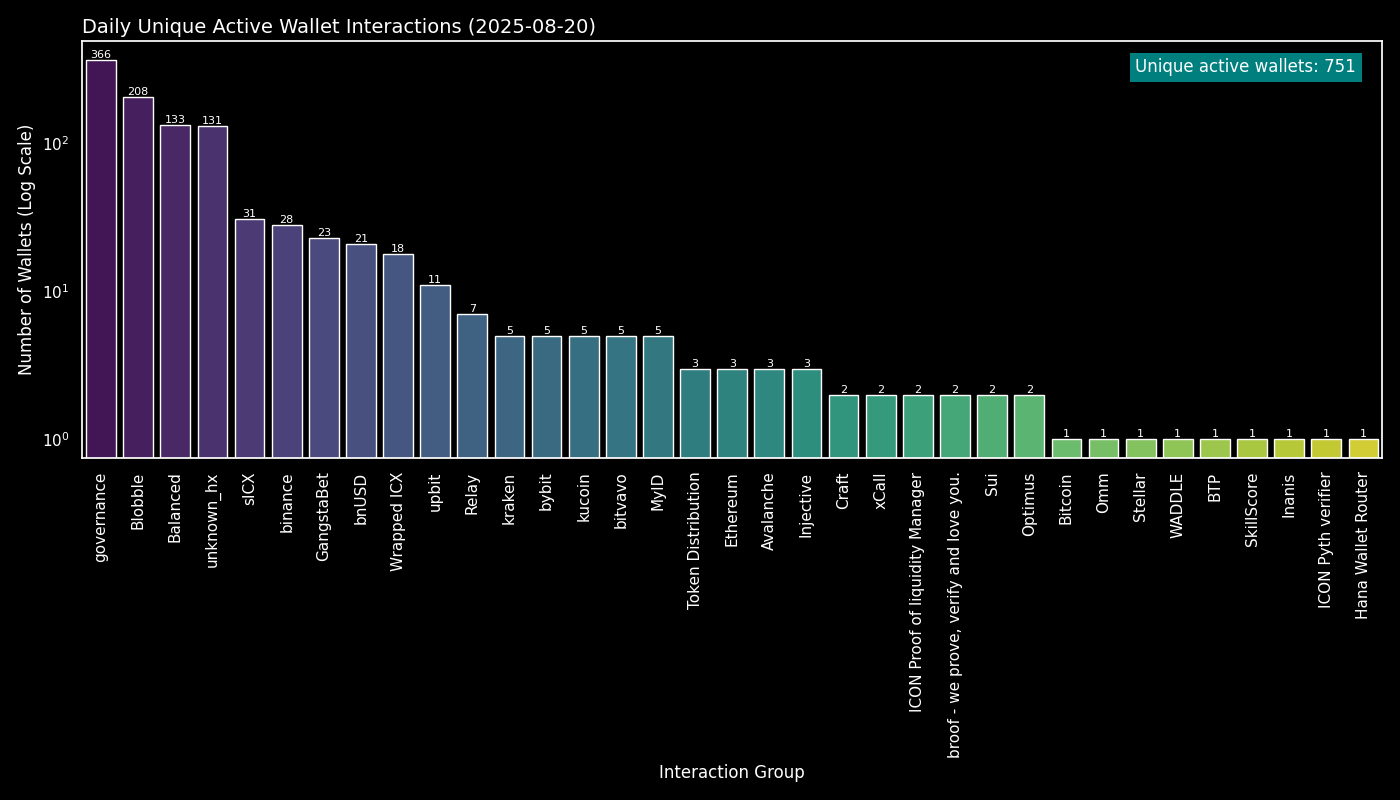 Daily Unique Active Wallet Interactions (2025-08-20)
Unique active wallets: 751
Number of Wallets (Log Scale)
10²
10¹
10⁰
366
208
133
131
31
28
23
21
18
11
7
5
5
5
5
5
3
3
3
3
2
2
2
2
2
2
1
1
1
1
1
1
1
1
1
governance
Blobble
Balanced
unknown_hx
sICX
binance
GangstaBet
bnUSD
Wrapped ICX
upbit
Relay
kraken
bybit
kucoin
bitvavo
MyID
Token Distribution
Ethereum
Avalanche
Injective
Craft
xCall
ICON Proof of liquidity Manager
broof - we prove, verify and love you.
Sui
Optimus
Bitcoin
Omm
Stellar
WADDLE
BTP
SkillScore
Inanis
ICON Pyth verifier
Hana Wallet Router
Interaction Group